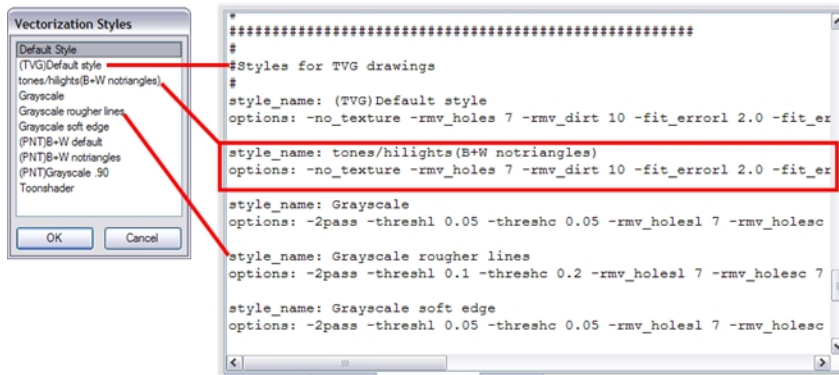 Vectorization Styles
Default Style
(TVG)Default style
tones/hilights(B+W notriangles)
Grayscale
Grayscale rougher lines
Grayscale soft edge
(PNT)B+W default
(PNT)B+W notriangles
(PNT)Grayscale .90
Toonshader
OK
Cancel
#
######################################################
#
#Styles for TVG drawings
#
style_name: (TVG)Default style
options: -no_texture -rmv_holes 7 -rmv_dirt 10 -fit_errorl 2.0 -fit_er
style_name: tones/hilights(B+W notriangles)
options: -no_texture -rmv_holes 7 -rmv_dirt 10 -fit_errorl 2.0 -fit_er
style_name: Grayscale
options: -2pass -threshl 0.05 -threshc 0.05 -rmv_holesl 7 -rmv_holesc
style_name: Grayscale rougher lines
options: -2pass -threshl 0.1 -threshc 0.2 -rmv_holesl 7 -rmv_holesc 7
style_name: Grayscale soft edge
options: -2pass -threshl 0.05 -threshc 0.05 -rmv_holesl 7 -rmv_holesc